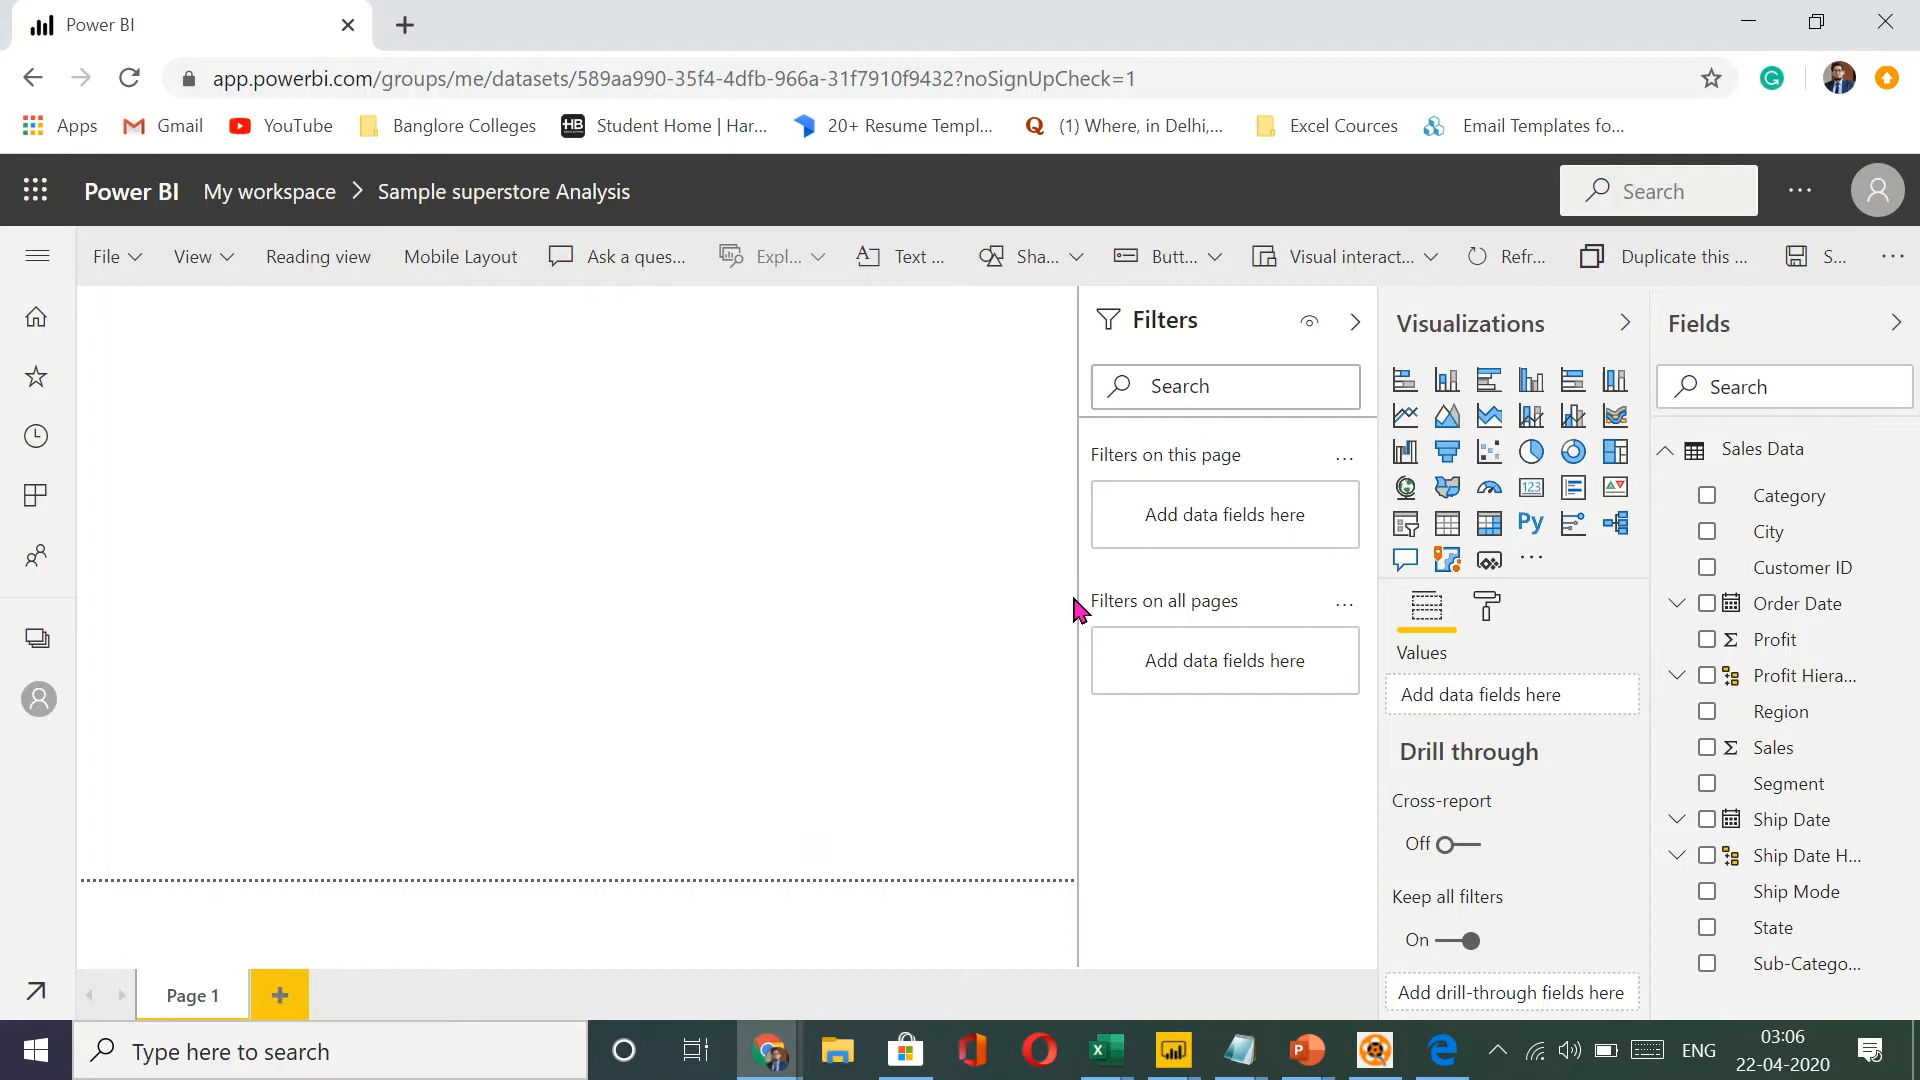 Power BI
app.powerbi.com/groups/me/datasets/589aa990-35f4-4dfb-966a-31f7910f9432?noSignUpCheck=1
Apps Gmail YouTube Banglore Colleges HB Student Home | Har... 20+ Resume Templ... (1) Where, in Delhi,... Excel Cources Email Templates fo...
Power BI My workspace > Sample superstore Analysis Search ...
File View Reading view Mobile Layout Ask a ques... Expl... Text ... Sha... Butt... Visual interact... Refr... Duplicate this ... S... ...
Filters
Search
Filters on this page ...
Add data fields here
Filters on all pages ...
Add data fields here
Visualizations
123
Py
...
Values
Add data fields here
Drill through
Cross-report
Off
Keep all filters
On
Add drill-through fields here
Fields
Search
Sales Data
Category
City
Customer ID
Order Date
Σ Profit
Profit Hiera...
Region
Σ Sales
Segment
Ship Date
Ship Date H...
Ship Mode
State
Sub-Catego...
Page 1 +
Type here to search
ENG
03:06
22-04-2020